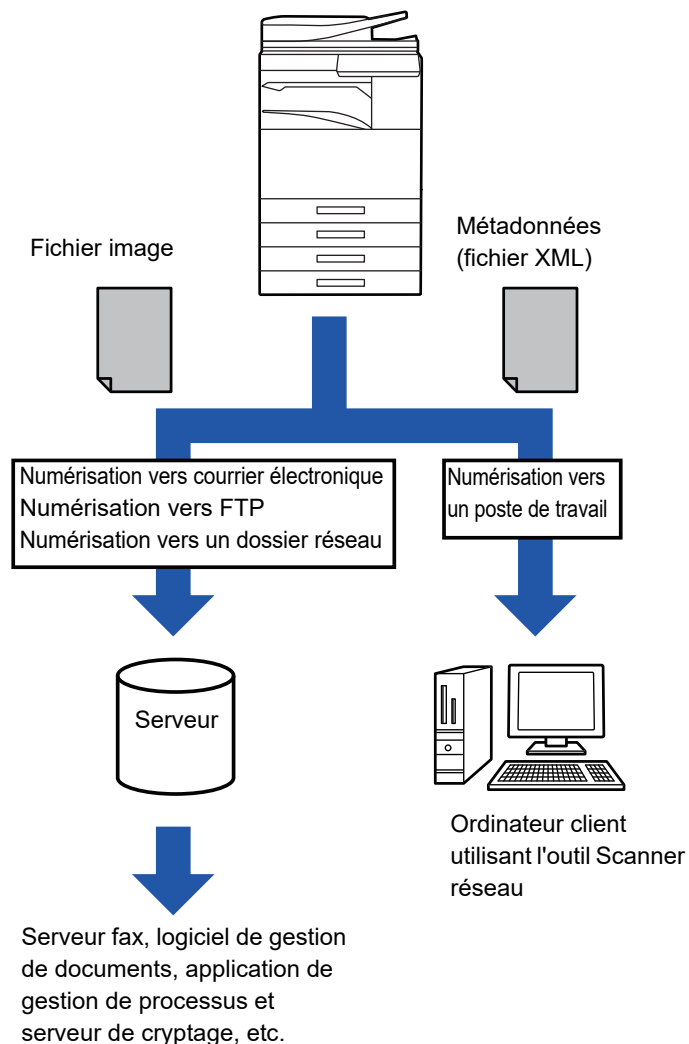 Fichier image
Métadonnées
(fichier XML)
Numérisation vers courrier électronique
Numérisation vers FTP
Numérisation vers un dossier réseau
Numérisation vers
un poste de travail
Serveur
Ordinateur client
utilisant l'outil Scanner
réseau
Serveur fax, logiciel de gestion
de documents, application de
gestion de processus et
serveur de cryptage, etc.